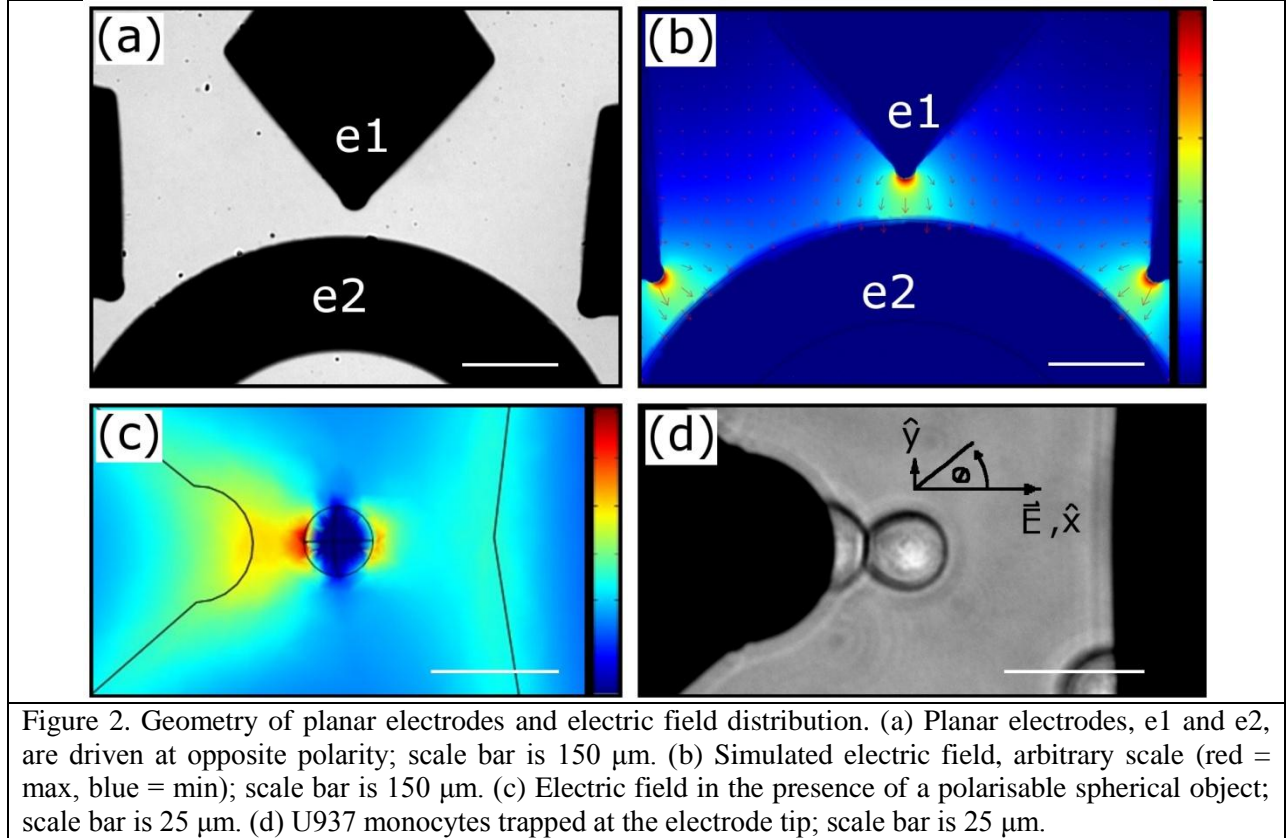 (a)
(b)
e1
e1
e2
e2
(c)
(d)
ŷ
Ø
E⃗ ,x̂
Figure 2. Geometry of planar electrodes and electric field distribution. (a) Planar electrodes, e1 and e2,
are driven at opposite polarity; scale bar is 150 μm. (b) Simulated electric field, arbitrary scale (red =
max, blue = min); scale bar is 150 μm. (c) Electric field in the presence of a polarisable spherical object;
scale bar is 25 μm. (d) U937 monocytes trapped at the electrode tip; scale bar is 25 μm.